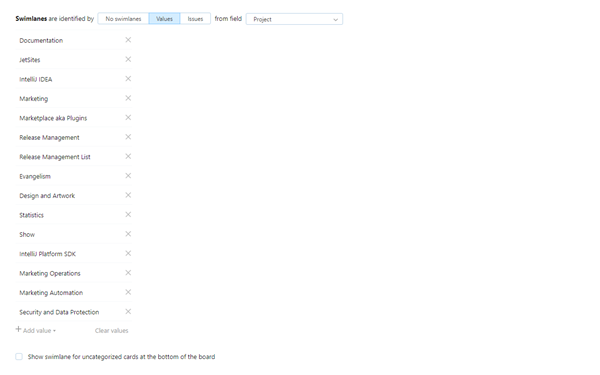 Swimlanes are identified by No swimlanes Values Issues from field Project
Documentation
JetSites
IntelliJ IDEA
Marketing
Marketplace aka Plugins
Release Management
Release Management List
Evangelism
Design and Artwork
Statistics
Show
IntelliJ Platform SDK
Marketing Operations
Marketing Automation
Security and Data Protection
Add value Clear values
Show swimlane for uncategorized cards at the bottom of the board